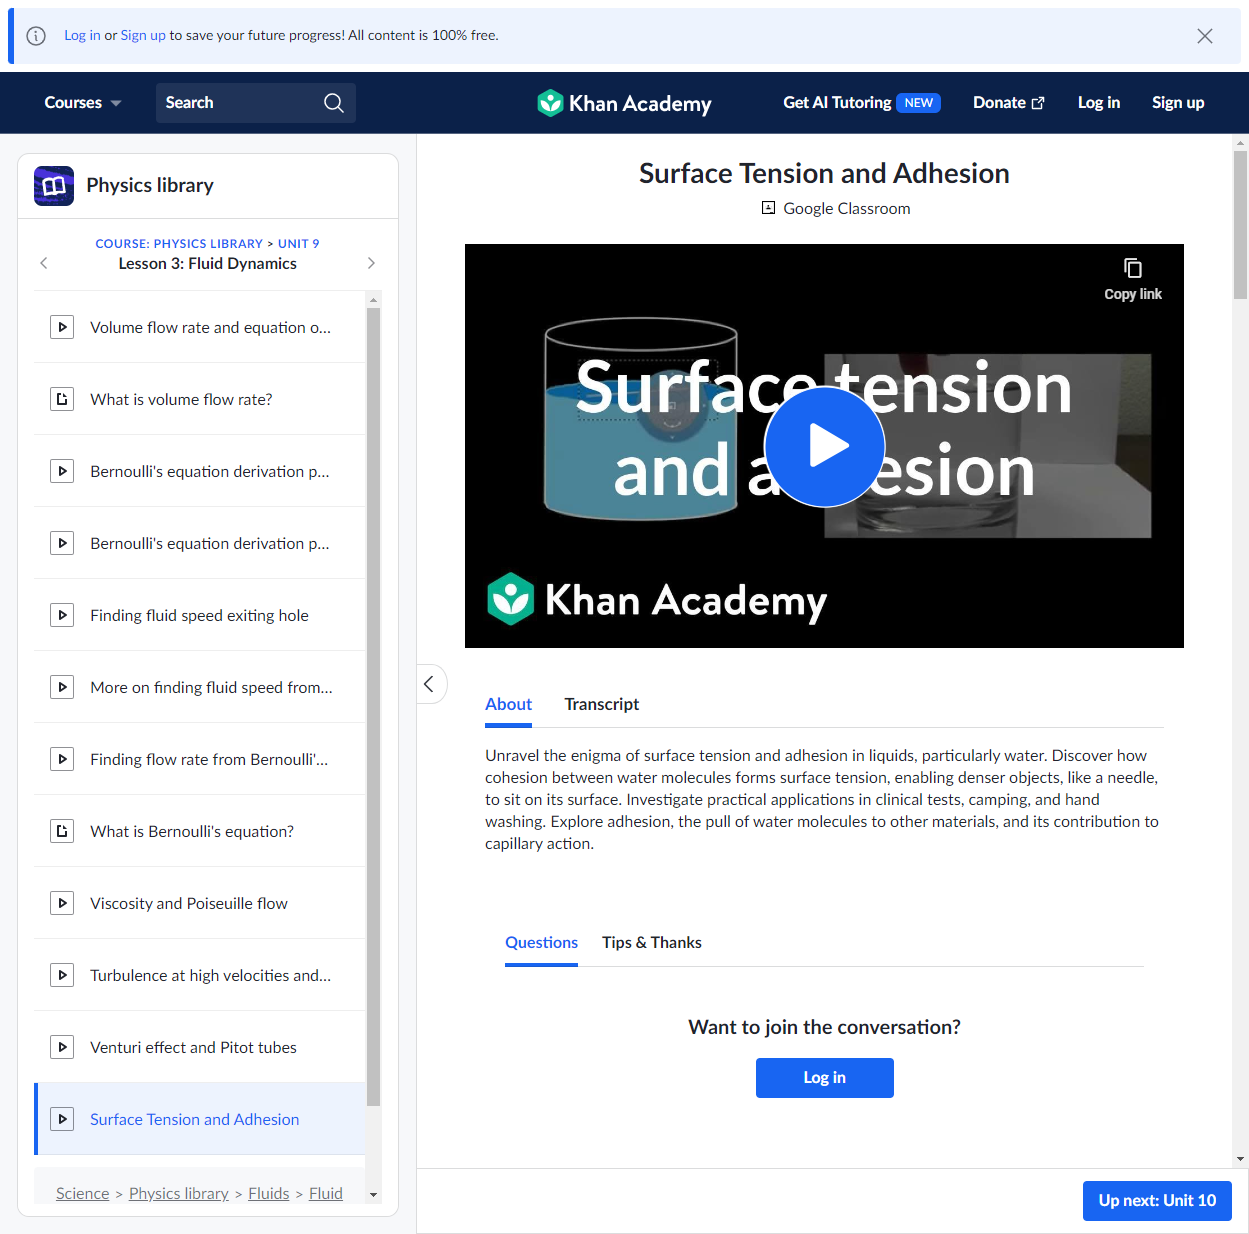 Log in or Sign up to save your future progress! All content is 100% free.
Courses
Search
Khan Academy
Get AI Tutoring NEW
Donate
Log in
Sign up
Physics library
COURSE: PHYSICS LIBRARY > UNIT 9
Lesson 3: Fluid Dynamics
Volume flow rate and equation o...
What is volume flow rate?
Bernoulli's equation derivation p...
Bernoulli's equation derivation p...
Finding fluid speed exiting hole
More on finding fluid speed from...
Finding flow rate from Bernoulli'...
What is Bernoulli's equation?
Viscosity and Poiseuille flow
Turbulence at high velocities and...
Venturi effect and Pitot tubes
Surface Tension and Adhesion
Science > Physics library > Fluids > Fluid
Surface Tension and Adhesion
Google Classroom
Copy link
Surface tension
and adhesion
Khan Academy
About
Transcript
Unravel the enigma of surface tension and adhesion in liquids, particularly water. Discover how
cohesion between water molecules forms surface tension, enabling denser objects, like a needle,
to sit on its surface. Investigate practical applications in clinical tests, camping, and hand
washing. Explore adhesion, the pull of water molecules to other materials, and its contribution to
capillary action.
Questions
Tips & Thanks
Want to join the conversation?
Log in
Up next: Unit 10